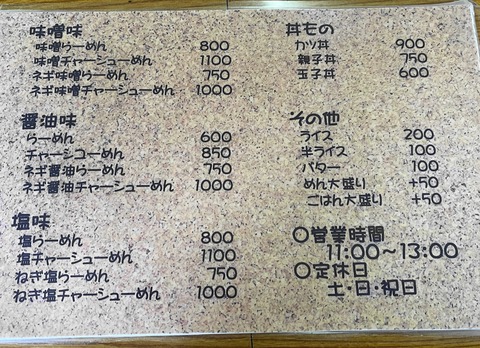 味噌味
味噌らーめん 800
味噌チャーシューめん 1100
ネギ味噌らーめん 750
ネギ味噌チャーシューめん 1000
醤油味
らーめん 600
チャーシューめん 850
ネギ醤油らーめん 750
ネギ醤油チャーシューめん 1000
塩味
塩らーめん 800
塩チャーシューめん 1100
ねぎ塩らーめん 750
ねぎ塩チャーシューめん 1000
丼もの
カツ丼 900
親子丼 750
玉子丼 600
その他
ライス 200
半ライス 100
バター 100
めん大盛り +50
ごはん大盛り +50
○営業時間
11:00～13:00
○定休日
土・日・祝日